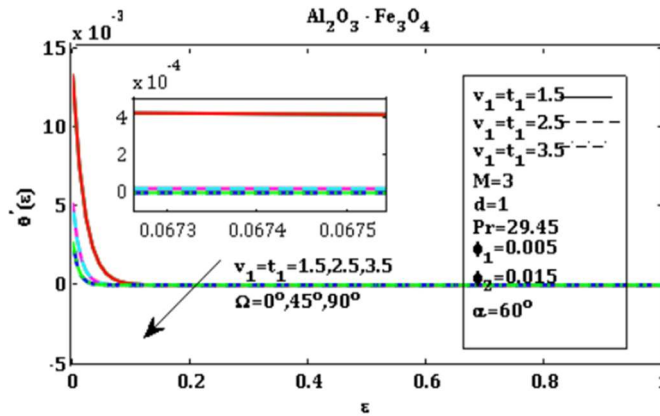 Al₂O₃ - Fe₃O₄
x 10⁻³
15
10
5
0
-5
θ'(ε)
x 10⁻⁴
4
2
0
0.0673 0.0674 0.0675
v₁=t₁=1.5,2.5,3.5
Ω=0°,45°,90°
v₁=t₁=1.5
v₁=t₁=2.5
v₁=t₁=3.5
M=3
d=1
Pr=29.45
ϕ₁=0.005
ϕ₂=0.015
α=60°
0 0.2 0.4 0.6 0.8 1
ε